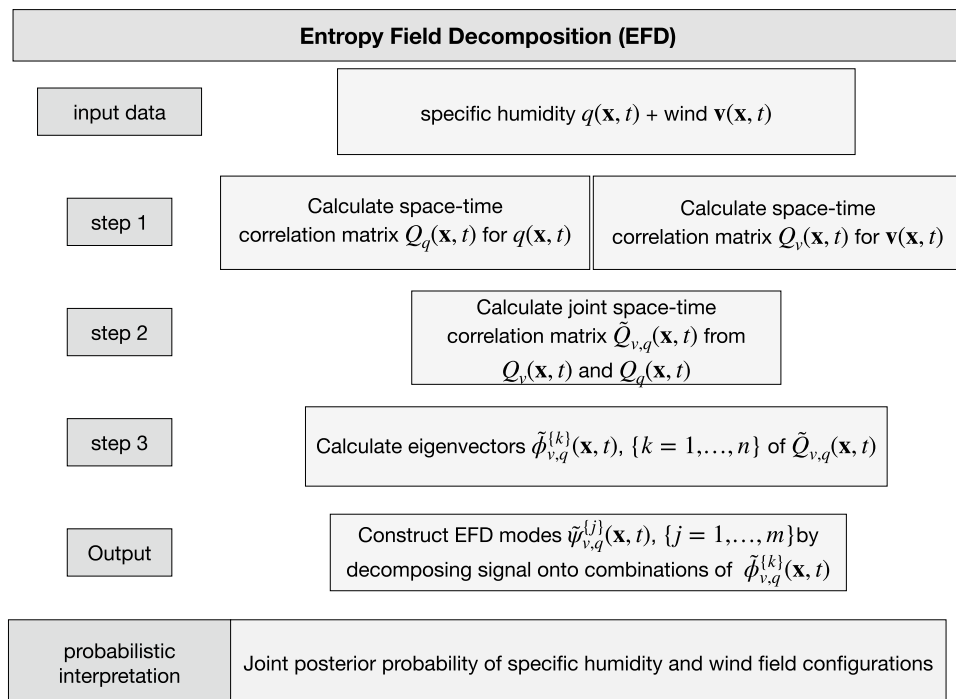 Entropy Field Decomposition (EFD)
input data
specific humidity q(x, t) + wind v(x, t)
step 1
Calculate space-time
correlation matrix Q_q(x, t) for q(x, t)
Calculate space-time
correlation matrix Q_v(x, t) for v(x, t)
step 2
Calculate joint space-time
correlation matrix Q̃_{v,q}(x, t) from
Q_v(x, t) and Q_q(x, t)
step 3
Calculate eigenvectors ϕ̃_{v,q}^{{k}}(x, t), {k = 1,…, n} of Q̃_{v,q}(x, t)
Output
Construct EFD modes ψ̃_{v,q}^{{j}}(x, t), {j = 1,…, m}by
decomposing signal onto combinations of ϕ̃_{v,q}^{{k}}(x, t)
probabilistic
interpretation
Joint posterior probability of specific humidity and wind field configurations